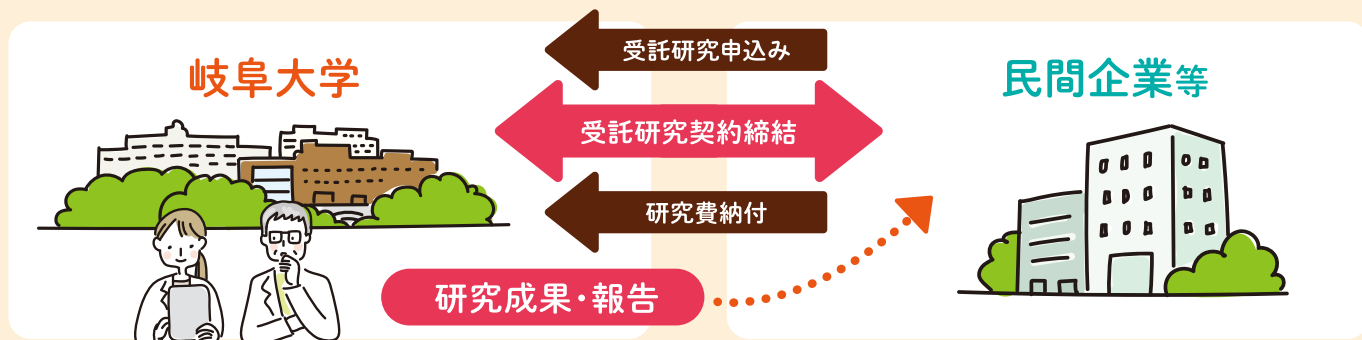 岐阜大学
受託研究申込み
受託研究契約締結
研究費納付
研究成果・報告
民間企業等